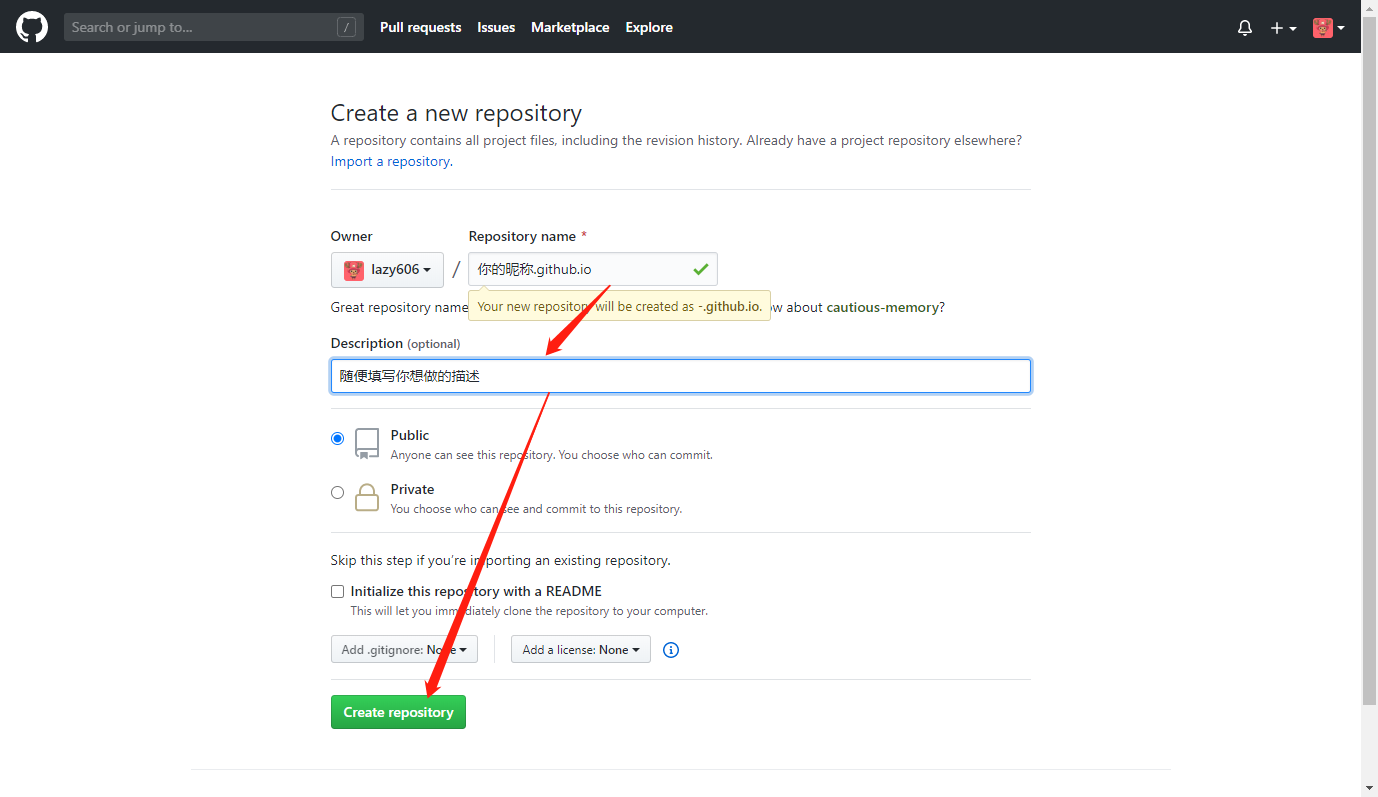 Search or jump to... /
Pull requests Issues Marketplace Explore
Create a new repository
A repository contains all project files, including the revision history. Already have a project repository elsewhere?
Import a repository.
Owner Repository name *
lazy606 / 你的昵称.github.io
Your new repository will be created as -.github.io.
Great repository name ow about cautious-memory?
Description (optional)
随便填写你想做的描述
Public
Anyone can see this repository. You choose who can commit.
Private
You choose who can see and commit to this repository.
Skip this step if you're importing an existing repository.
Initialize this repository with a README
This will let you immediately clone the repository to your computer.
Add .gitignore: None Add a license: None
Create repository